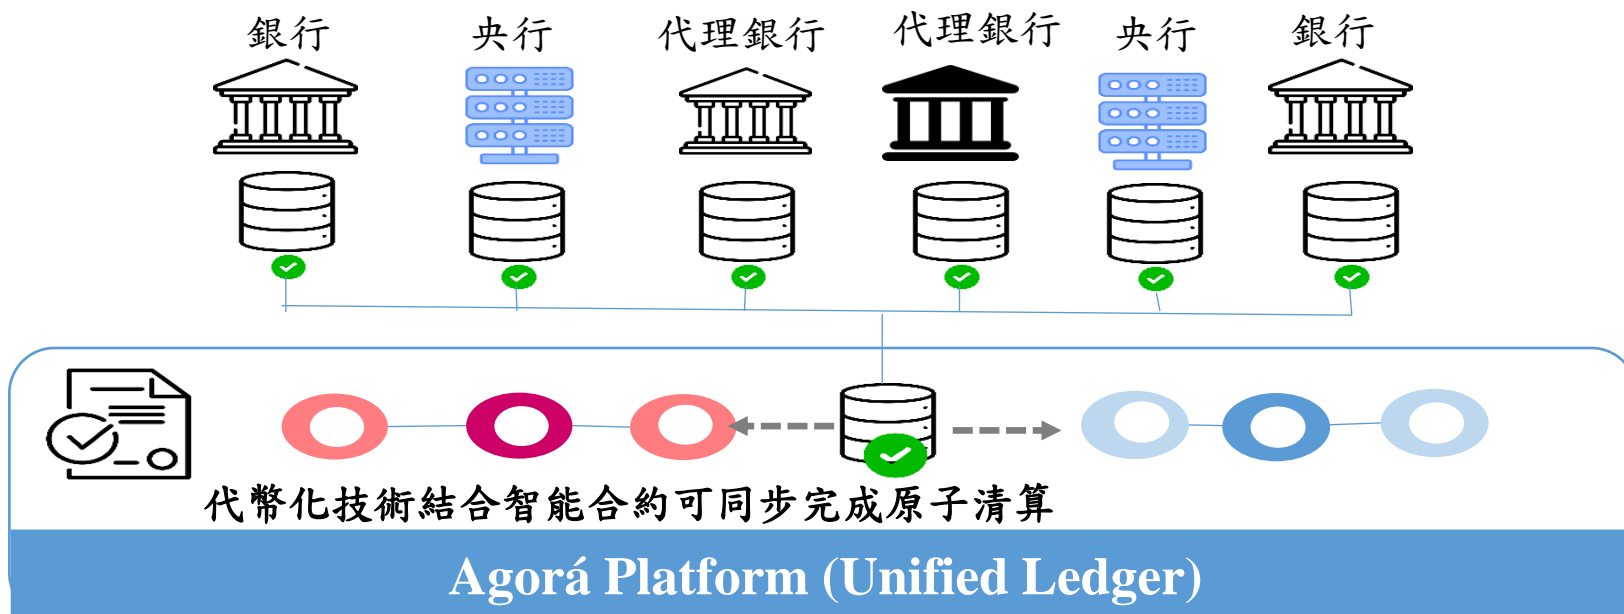 銀行 央行 代理銀行 代理銀行 央行 銀行
代幣化技術結合智能合約可同步完成原子清算
Agorá Platform (Unified Ledger)